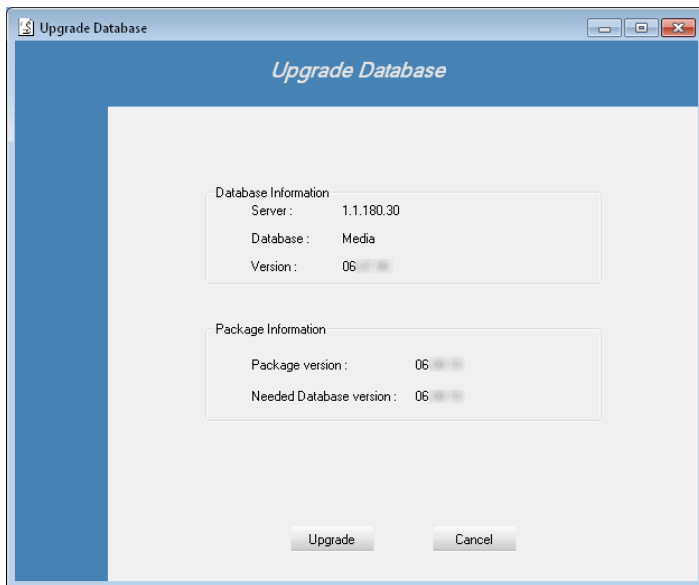 Upgrade Database
Upgrade Database
Database Information
Server : 1.1.180.30
Database : Media
Version : 06
Package Information
Package version : 06
Needed Database version : 06
Upgrade Cancel